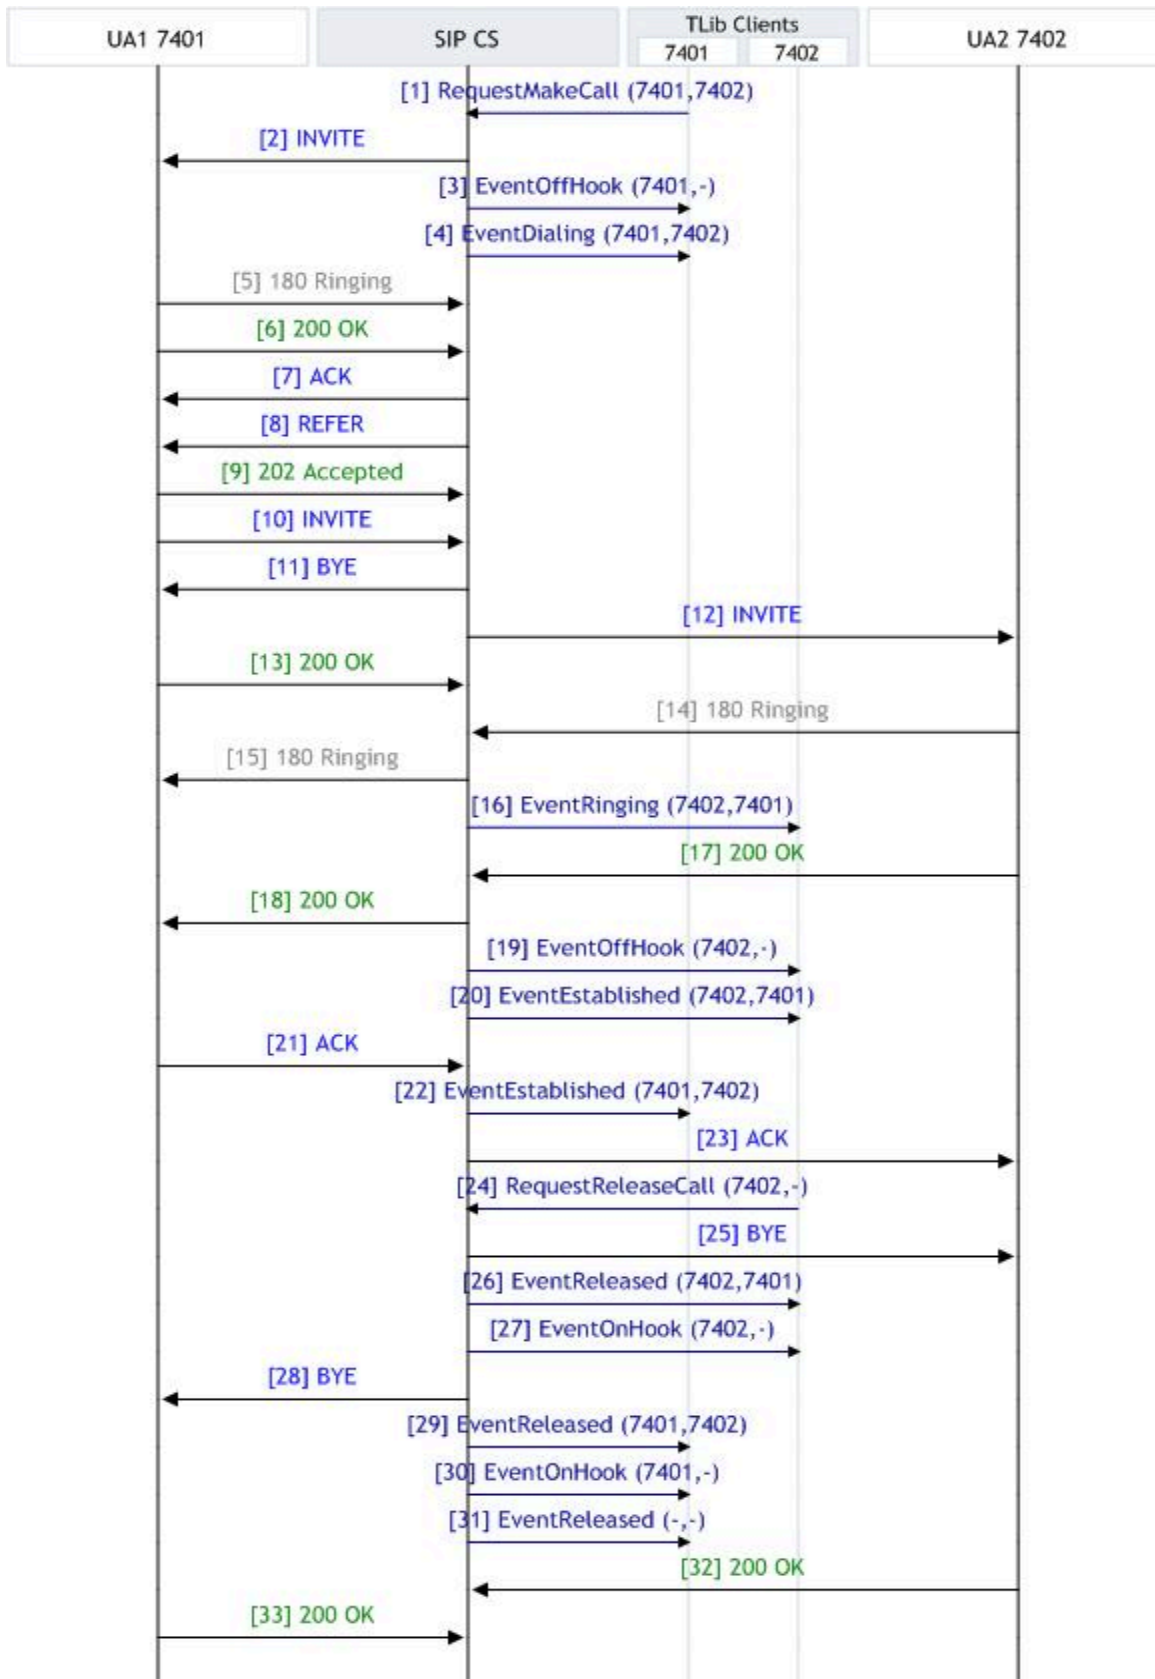 UA1 7401
SIP CS
TLib Clients
7401
7402
UA2 7402
[1] RequestMakeCall (7401,7402)
[2] INVITE
[3] EventOffHook (7401,-)
[4] EventDialing (7401,7402)
[5] 180 Ringing
[6] 200 OK
[7] ACK
[8] REFER
[9] 202 Accepted
[10] INVITE
[11] BYE
[12] INVITE
[13] 200 OK
[14] 180 Ringing
[15] 180 Ringing
[16] EventRinging (7402,7401)
[17] 200 OK
[18] 200 OK
[19] EventOffHook (7402,-)
[20] EventEstablished (7402,7401)
[21] ACK
[22] EventEstablished (7401,7402)
[23] ACK
[24] RequestReleaseCall (7402,-)
[25] BYE
[26] EventReleased (7402,7401)
[27] EventOnHook (7402,-)
[28] BYE
[29] EventReleased (7401,7402)
[30] EventOnHook (7401,-)
[31] EventReleased (-,-)
[32] 200 OK
[33] 200 OK